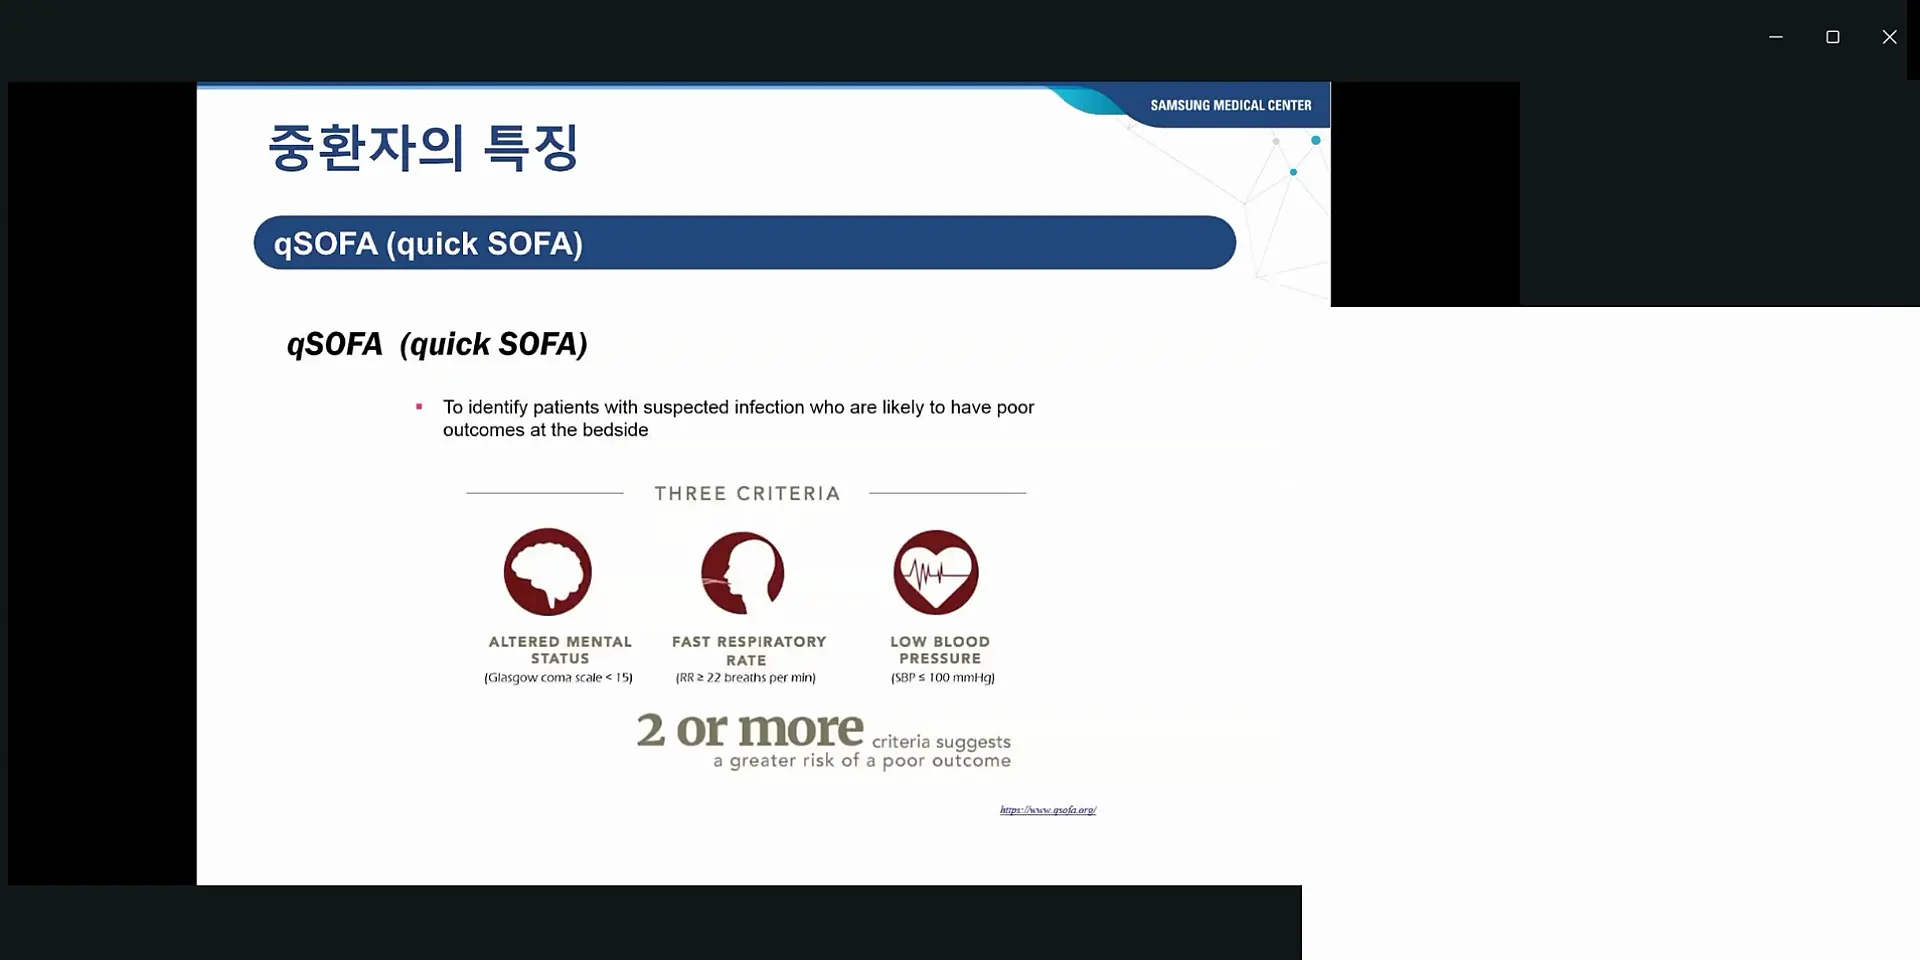 SAMSUNG MEDICAL CENTER
중환자의 특징
qSOFA (quick SOFA)
qSOFA (quick SOFA)
To identify patients with suspected infection who are likely to have poor
outcomes at the bedside
THREE CRITERIA
ALTERED MENTAL
STATUS
(Glasgow coma scale < 15)
FAST RESPIRATORY
RATE
(RR ≥ 22 breaths per min)
LOW BLOOD
PRESSURE
(SBP ≤ 100 mmHg)
2 or more criteria suggests
a greater risk of a poor outcome
https://www.qsofa.org/